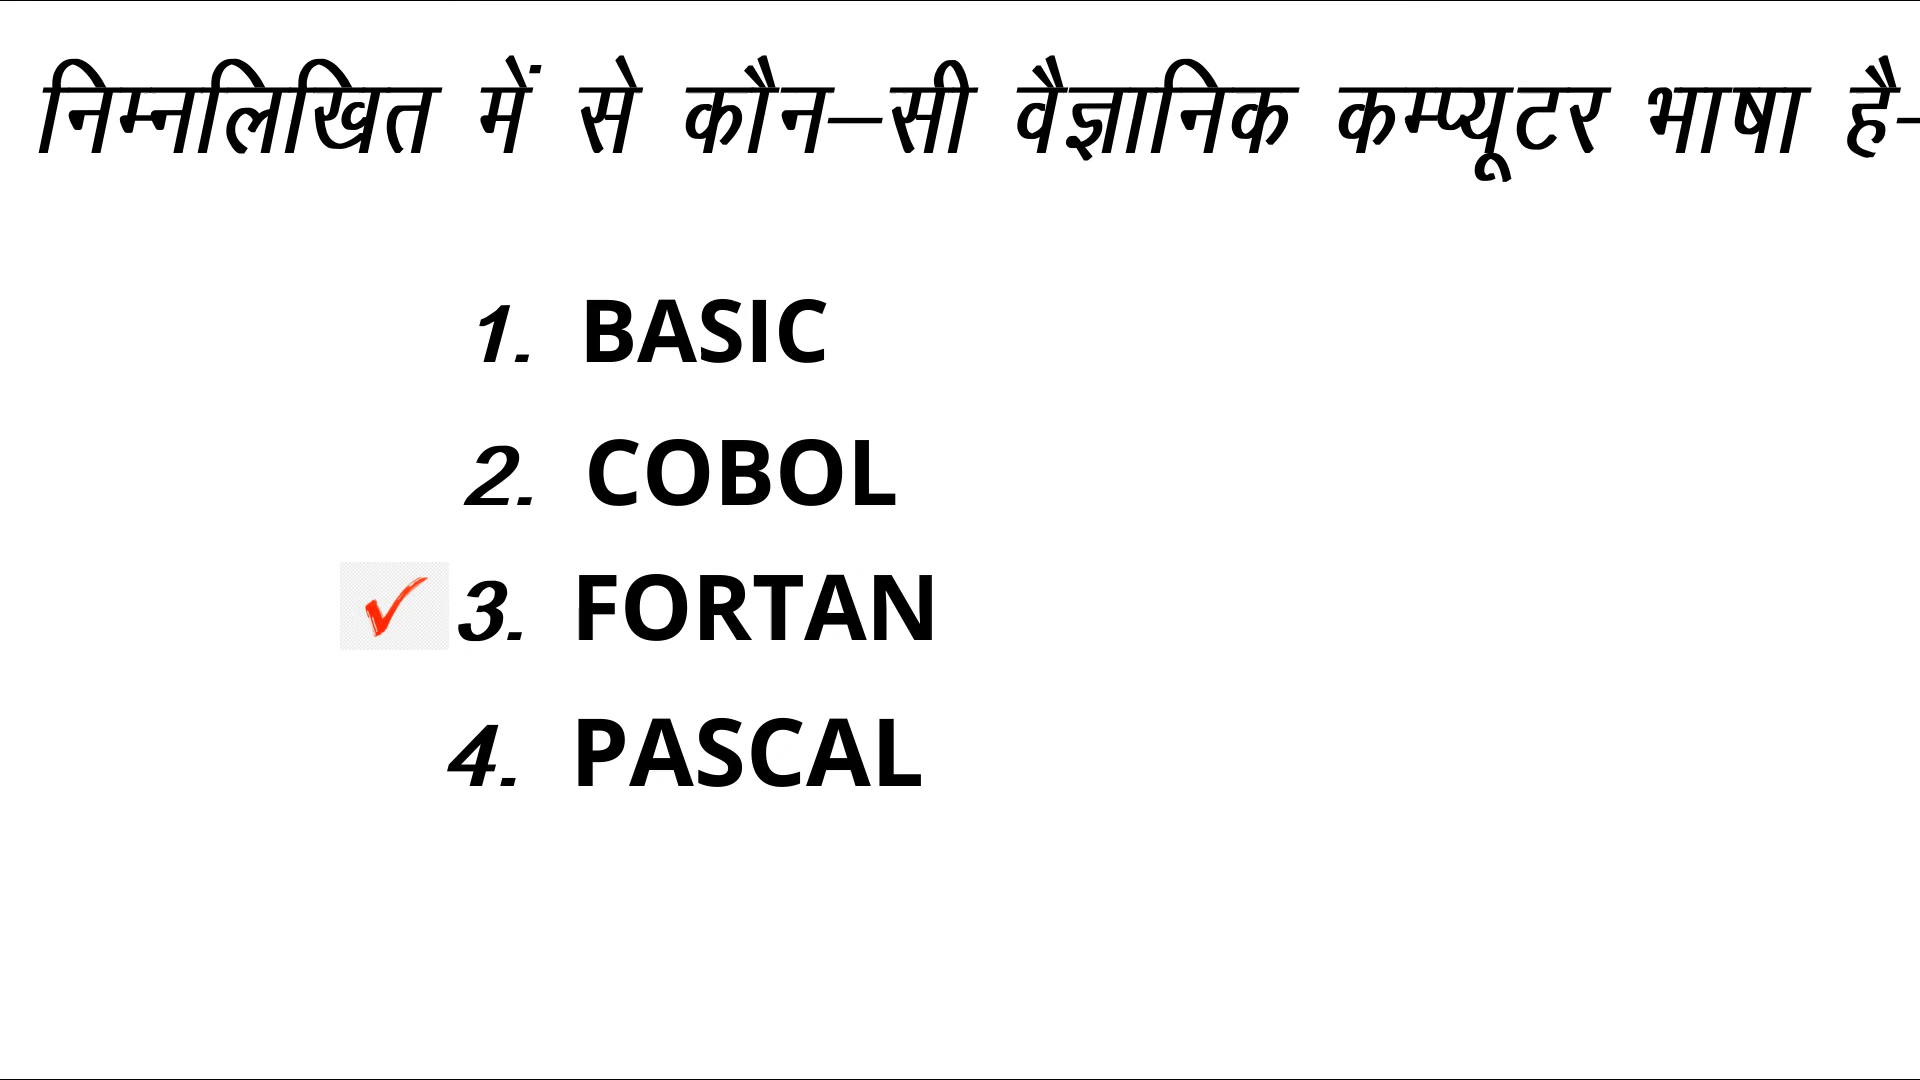 निम्नलिखित में से कौन–सी वैज्ञानिक कम्प्यूटर भाषा है-
1. BASIC
2. COBOL
3. FORTAN
4. PASCAL